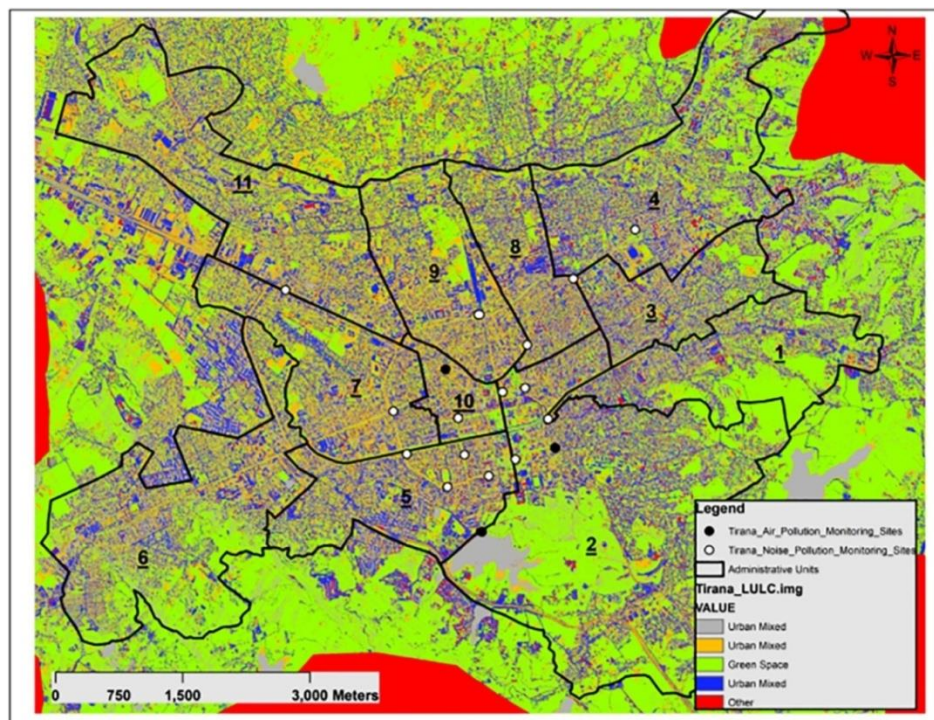 N
W E
S
11
4
8
9
3
1
7
10
5
2
6
Legend
Tirana_Air_Pollution_Monitoring_Sites
Tirana_Noise_Pollution_Monitoring_Sites
Administrative Units
Tirana_LULC.img
VALUE
Urban Mixed
Urban Mixed
Green Space
Urban Mixed
Other
0 750 1,500 3,000 Meters